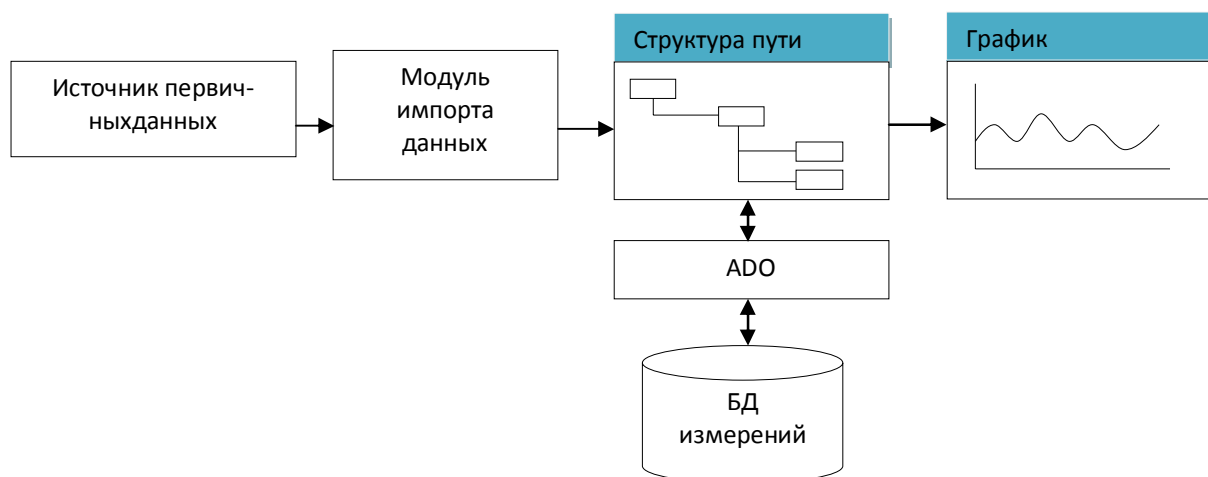 Источник первич-
ныхданных
Модуль
импорта
данных
Структура пути
График
ADO
БД
измерений